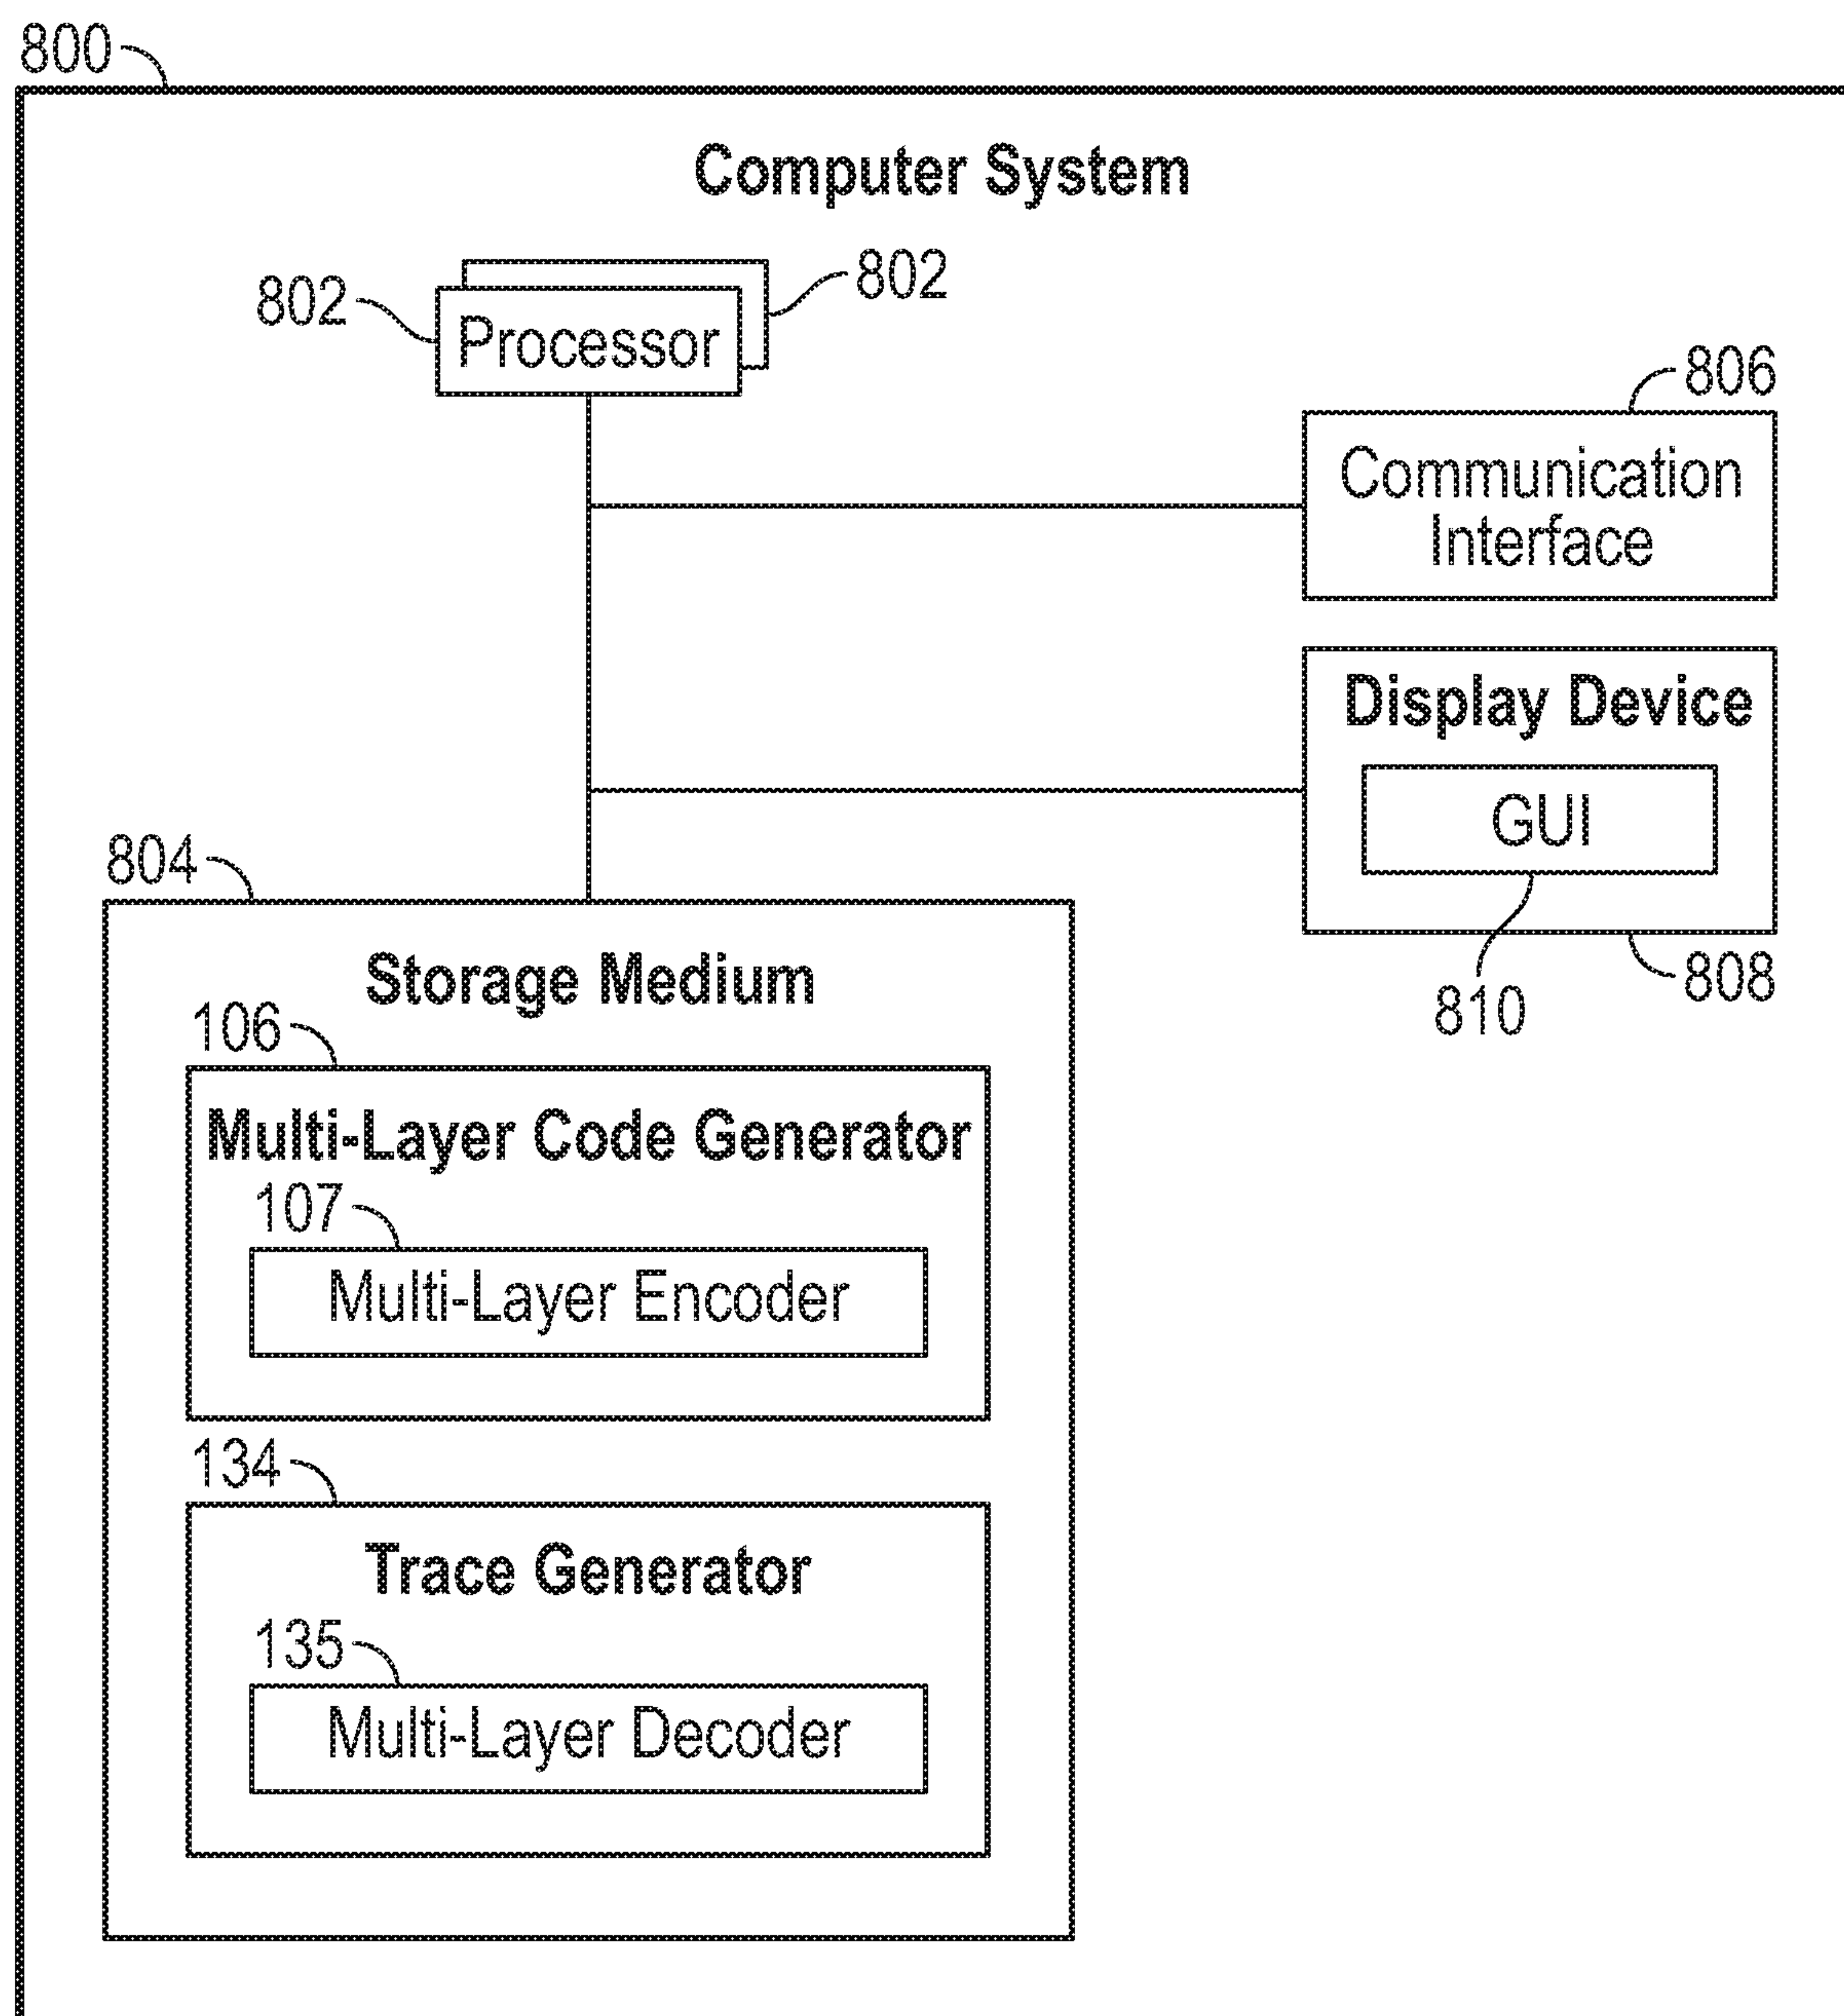 800
Computer System
802
802
Processor
806
Communication
Interface
Display Device
GUI
810
808
804
Storage Medium
106
Multi-Layer Code Generator
107
Multi-Layer Encoder
134
Trace Generator
135
Multi-Layer Decoder